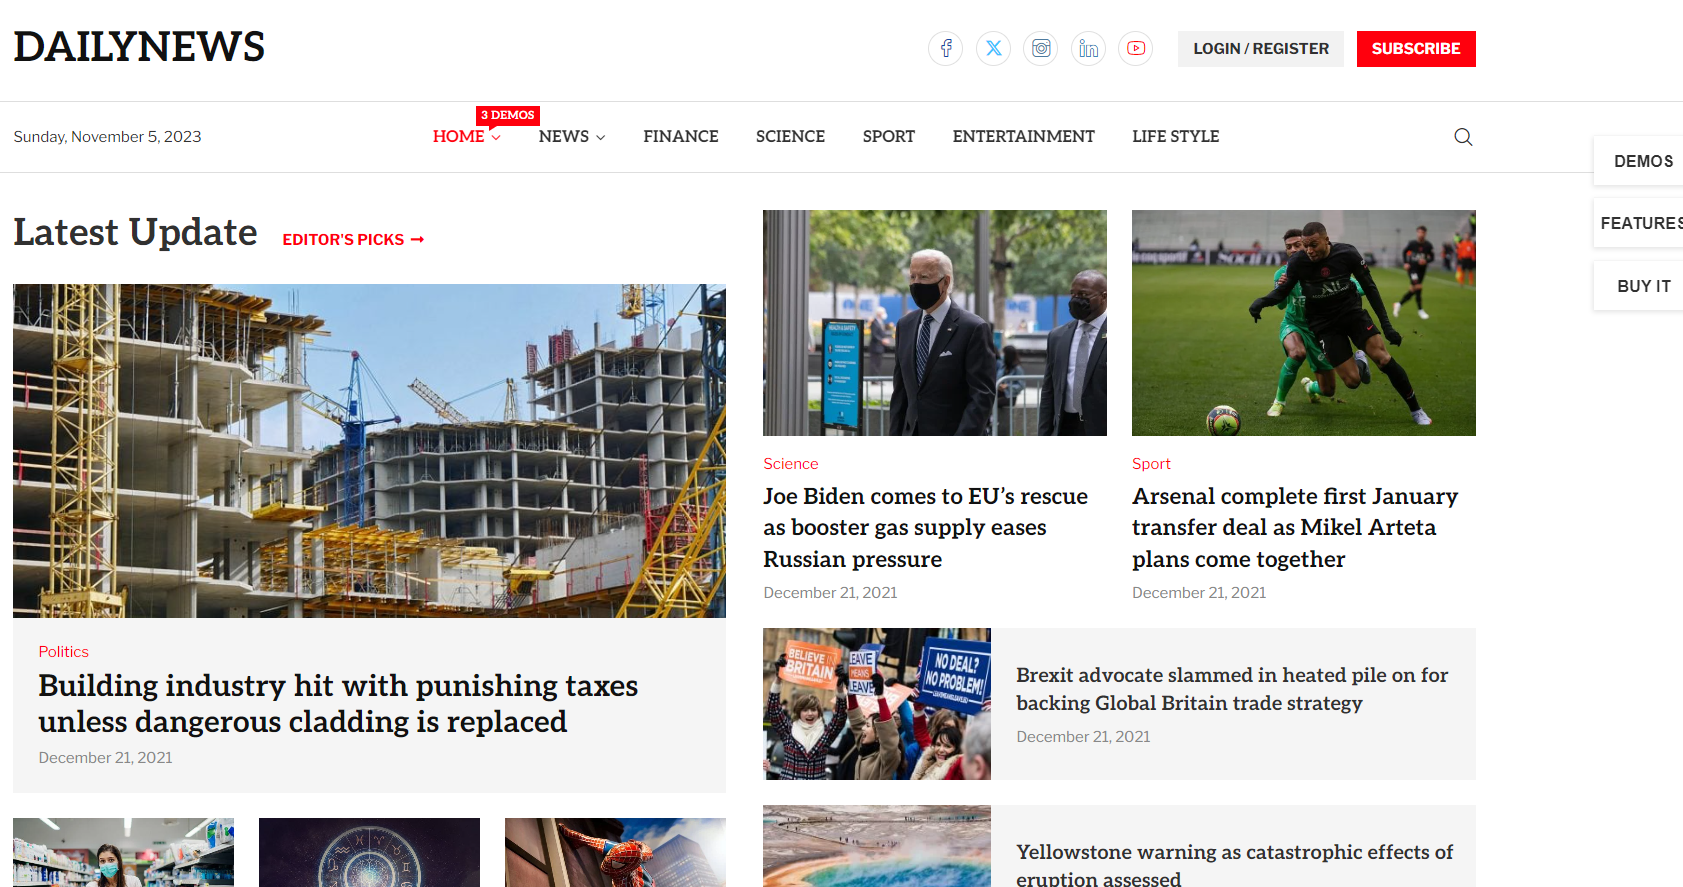 DAILYNEWS
LOGIN / REGISTER
SUBSCRIBE
3 DEMOS
Sunday, November 5, 2023
HOME
NEWS
FINANCE
SCIENCE
SPORT
ENTERTAINMENT
LIFE STYLE
DEMOS
FEATURES
BUY IT
Latest Update
EDITOR'S PICKS
Politics
Building industry hit with punishing taxes
unless dangerous cladding is replaced
December 21, 2021
HEALTH & SAFETY
Science
Joe Biden comes to EU’s rescue
as booster gas supply eases
Russian pressure
December 21, 2021
Sport
Arsenal complete first January
transfer deal as Mikel Arteta
plans come together
December 21, 2021
BELIEVE IN
BRITAIN
LEAVE
MEANS
LEAVE
NO DEAL?
NO PROBLEM!
Brexit advocate slammed in heated pile on for
backing Global Britain trade strategy
December 21, 2021
Yellowstone warning as catastrophic effects of
eruption assessed